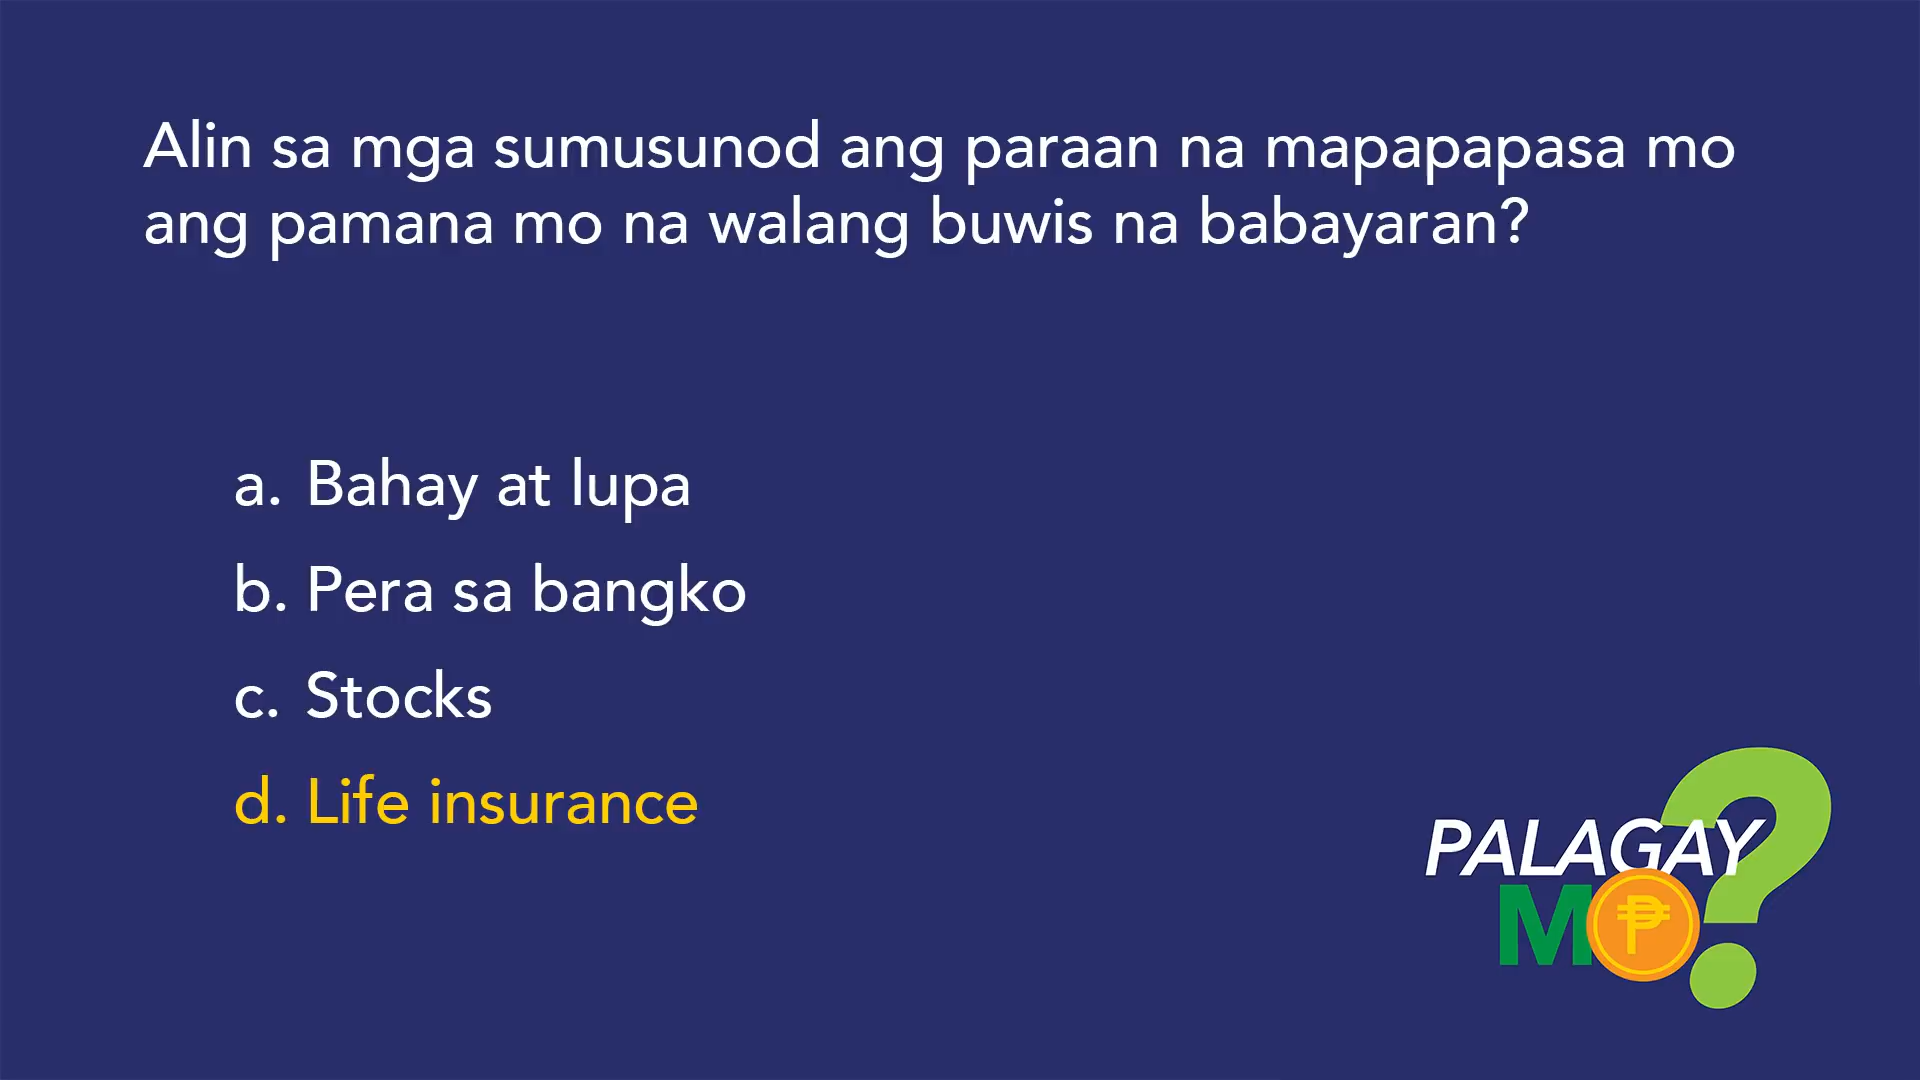 Alin sa mga sumusunod ang paraan na mapapapasa mo
ang pamana mo na walang buwis na babayaran?
a. Bahay at lupa
b. Pera sa bangko
c. Stocks
d. Life insurance
PALAGAY
M₱?